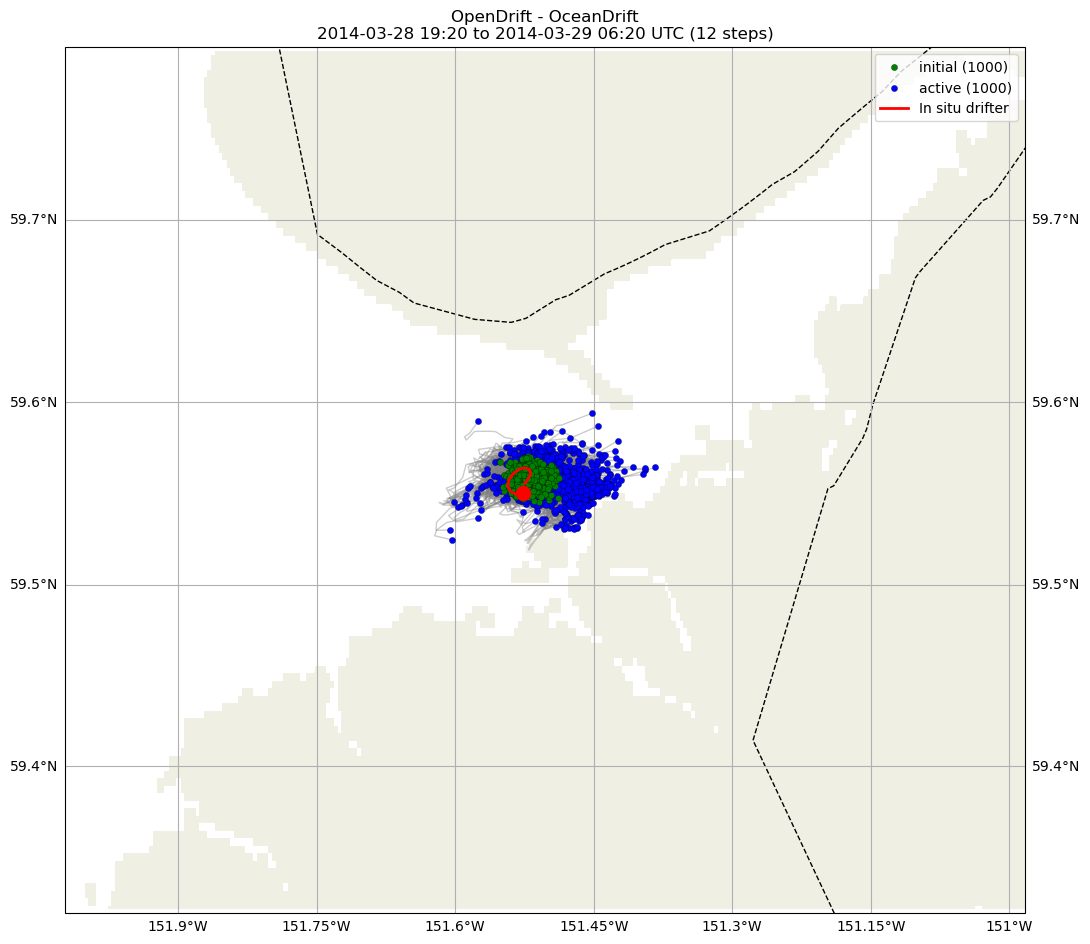 OpenDrift - OceanDrift
2014-03-28 19:20 to 2014-03-29 06:20 UTC (12 steps)
initial (1000)
active (1000)
In situ drifter
59.7°N 59.7°N
59.6°N 59.6°N
59.5°N 59.5°N
59.4°N 59.4°N
151.9°W 151.75°W 151.6°W 151.45°W 151.3°W 151.15°W 151°W